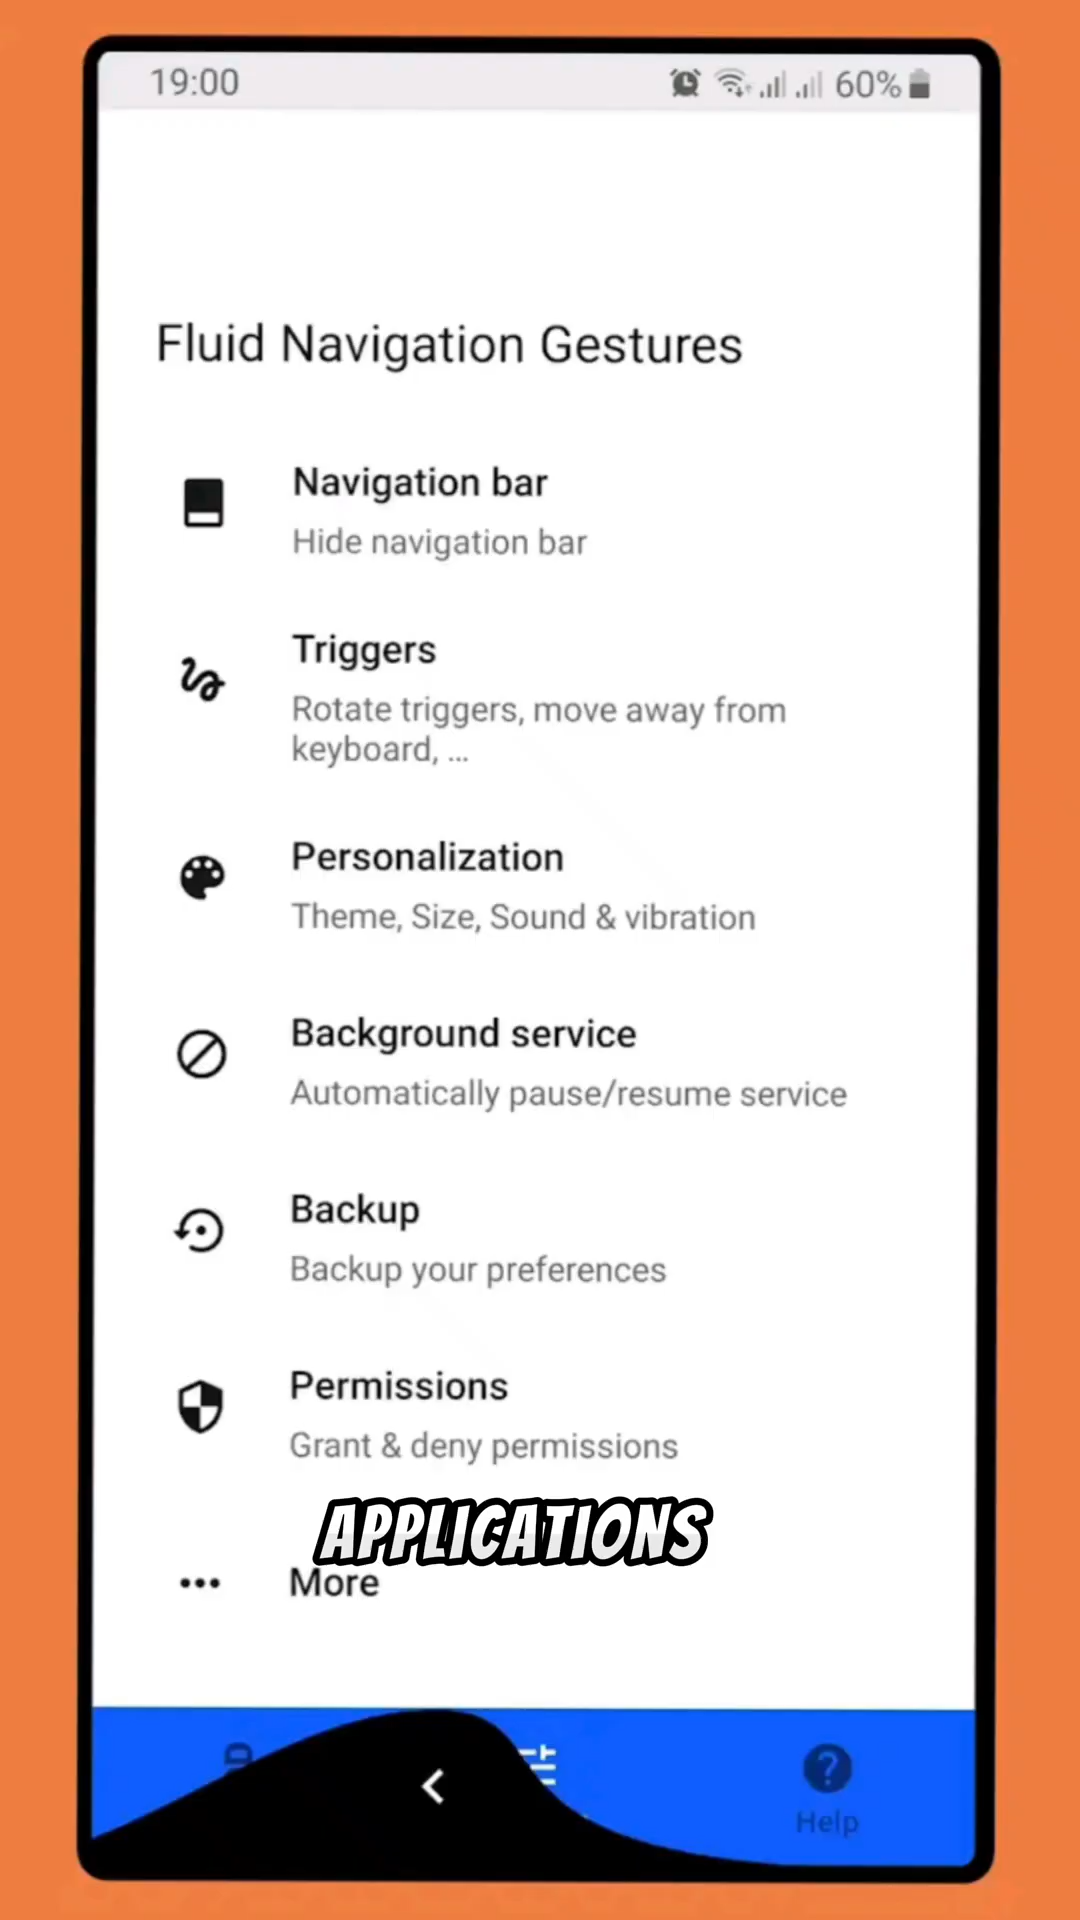 19:00
60%
Fluid Navigation Gestures
Navigation bar
Hide navigation bar
Triggers
Rotate triggers, move away from
keyboard, ...
Personalization
Theme, Size, Sound & vibration
Background service
Automatically pause/resume service
Backup
Backup your preferences
Permissions
Grant & deny permissions
APPLICATIONS
More
Help